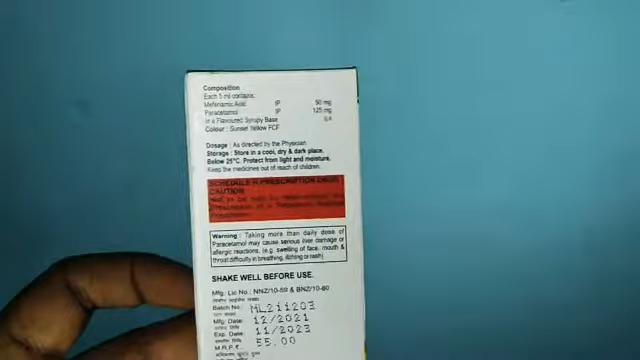 Composition
Each 5 ml contains:
Mefenamic Acid IP 50 mg
Paracetamol IP 125 mg
In a Flavoured Syrupy Base q.s.
Colour : Sunset Yellow FCF
Dosage : As directed by the Physician
Storage : Store in a cool, dry & dark place,
Below 25°C. Protect from light and moisture.
Keep the medicines out of reach of children.
SCHEDULE H PRESCRIPTION DRUG
CAUTION
Warning : Taking more than daily dose of
Paracetamol may cause serious liver damage or
allergic reactions. (e.g. swelling of face, mouth &
throat difficulty in breathing, itching or rash)
SHAKE WELL BEFORE USE.
Mfg. Lic No.: NNZ/10-59 & BNZ/10-60
Batch No.: ML211203
Mfg. Date: 12/2021
Exp. Date: 11/2023
M.R.P. ₹ 55.00